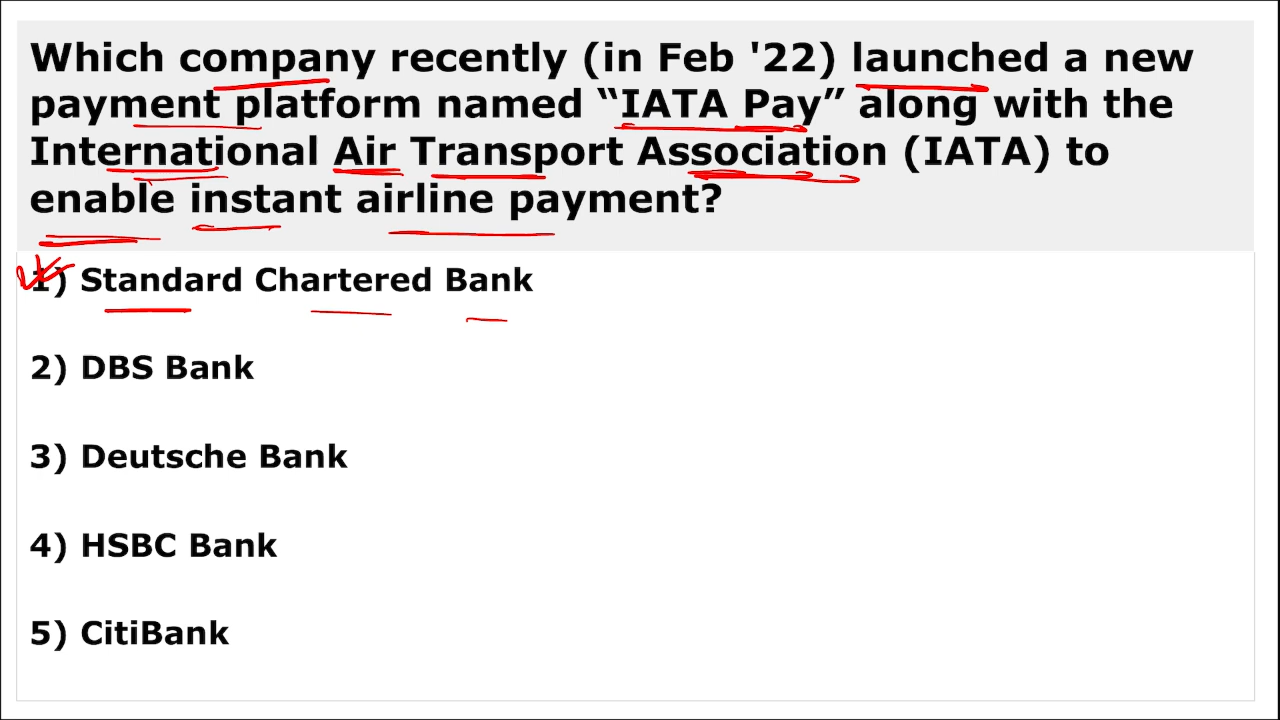 Which company recently (in Feb '22) launched a new
payment platform named “IATA Pay” along with the
International Air Transport Association (IATA) to
enable instant airline payment?
1) Standard Chartered Bank
2) DBS Bank
3) Deutsche Bank
4) HSBC Bank
5) CitiBank